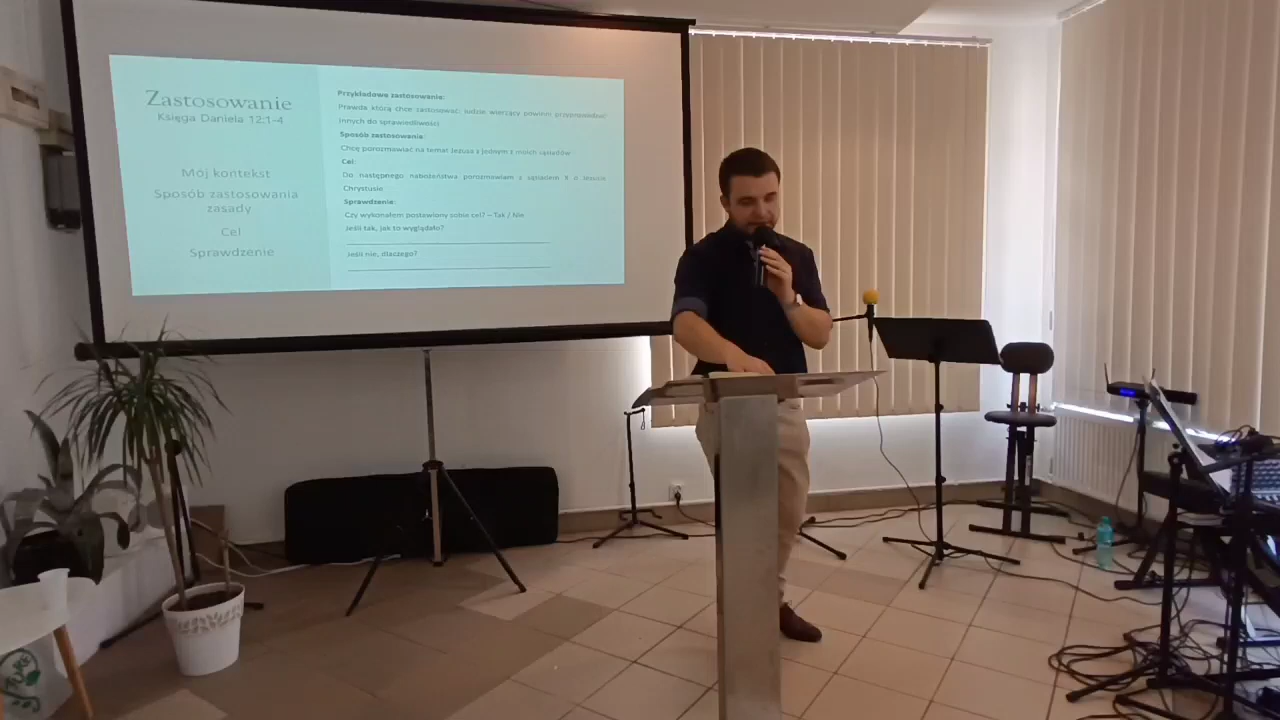 Zastosowanie
Księga Daniela 12:1-4
Mój kontekst
Sposób zastosowania
zasady
Cel
Sprawdzenie
Przykładowe zastosowanie:
Prawda którą chcę zastosować: ludzie wierzący powinni przyprowadzać
innych do sprawiedliwości
Sposób zastosowania:
Chcę porozmawiać na temat Jezusa z jednym z moich sąsiadów
Cel:
Do następnego nabożeństwa porozmawiam z sąsiadem X o Jezusie
Chrystusie
Sprawdzenie:
Czy wykonałem postawiony sobie cel? – Tak / Nie
Jeśli tak, jak to wyglądało?
Jeśli nie, dlaczego?